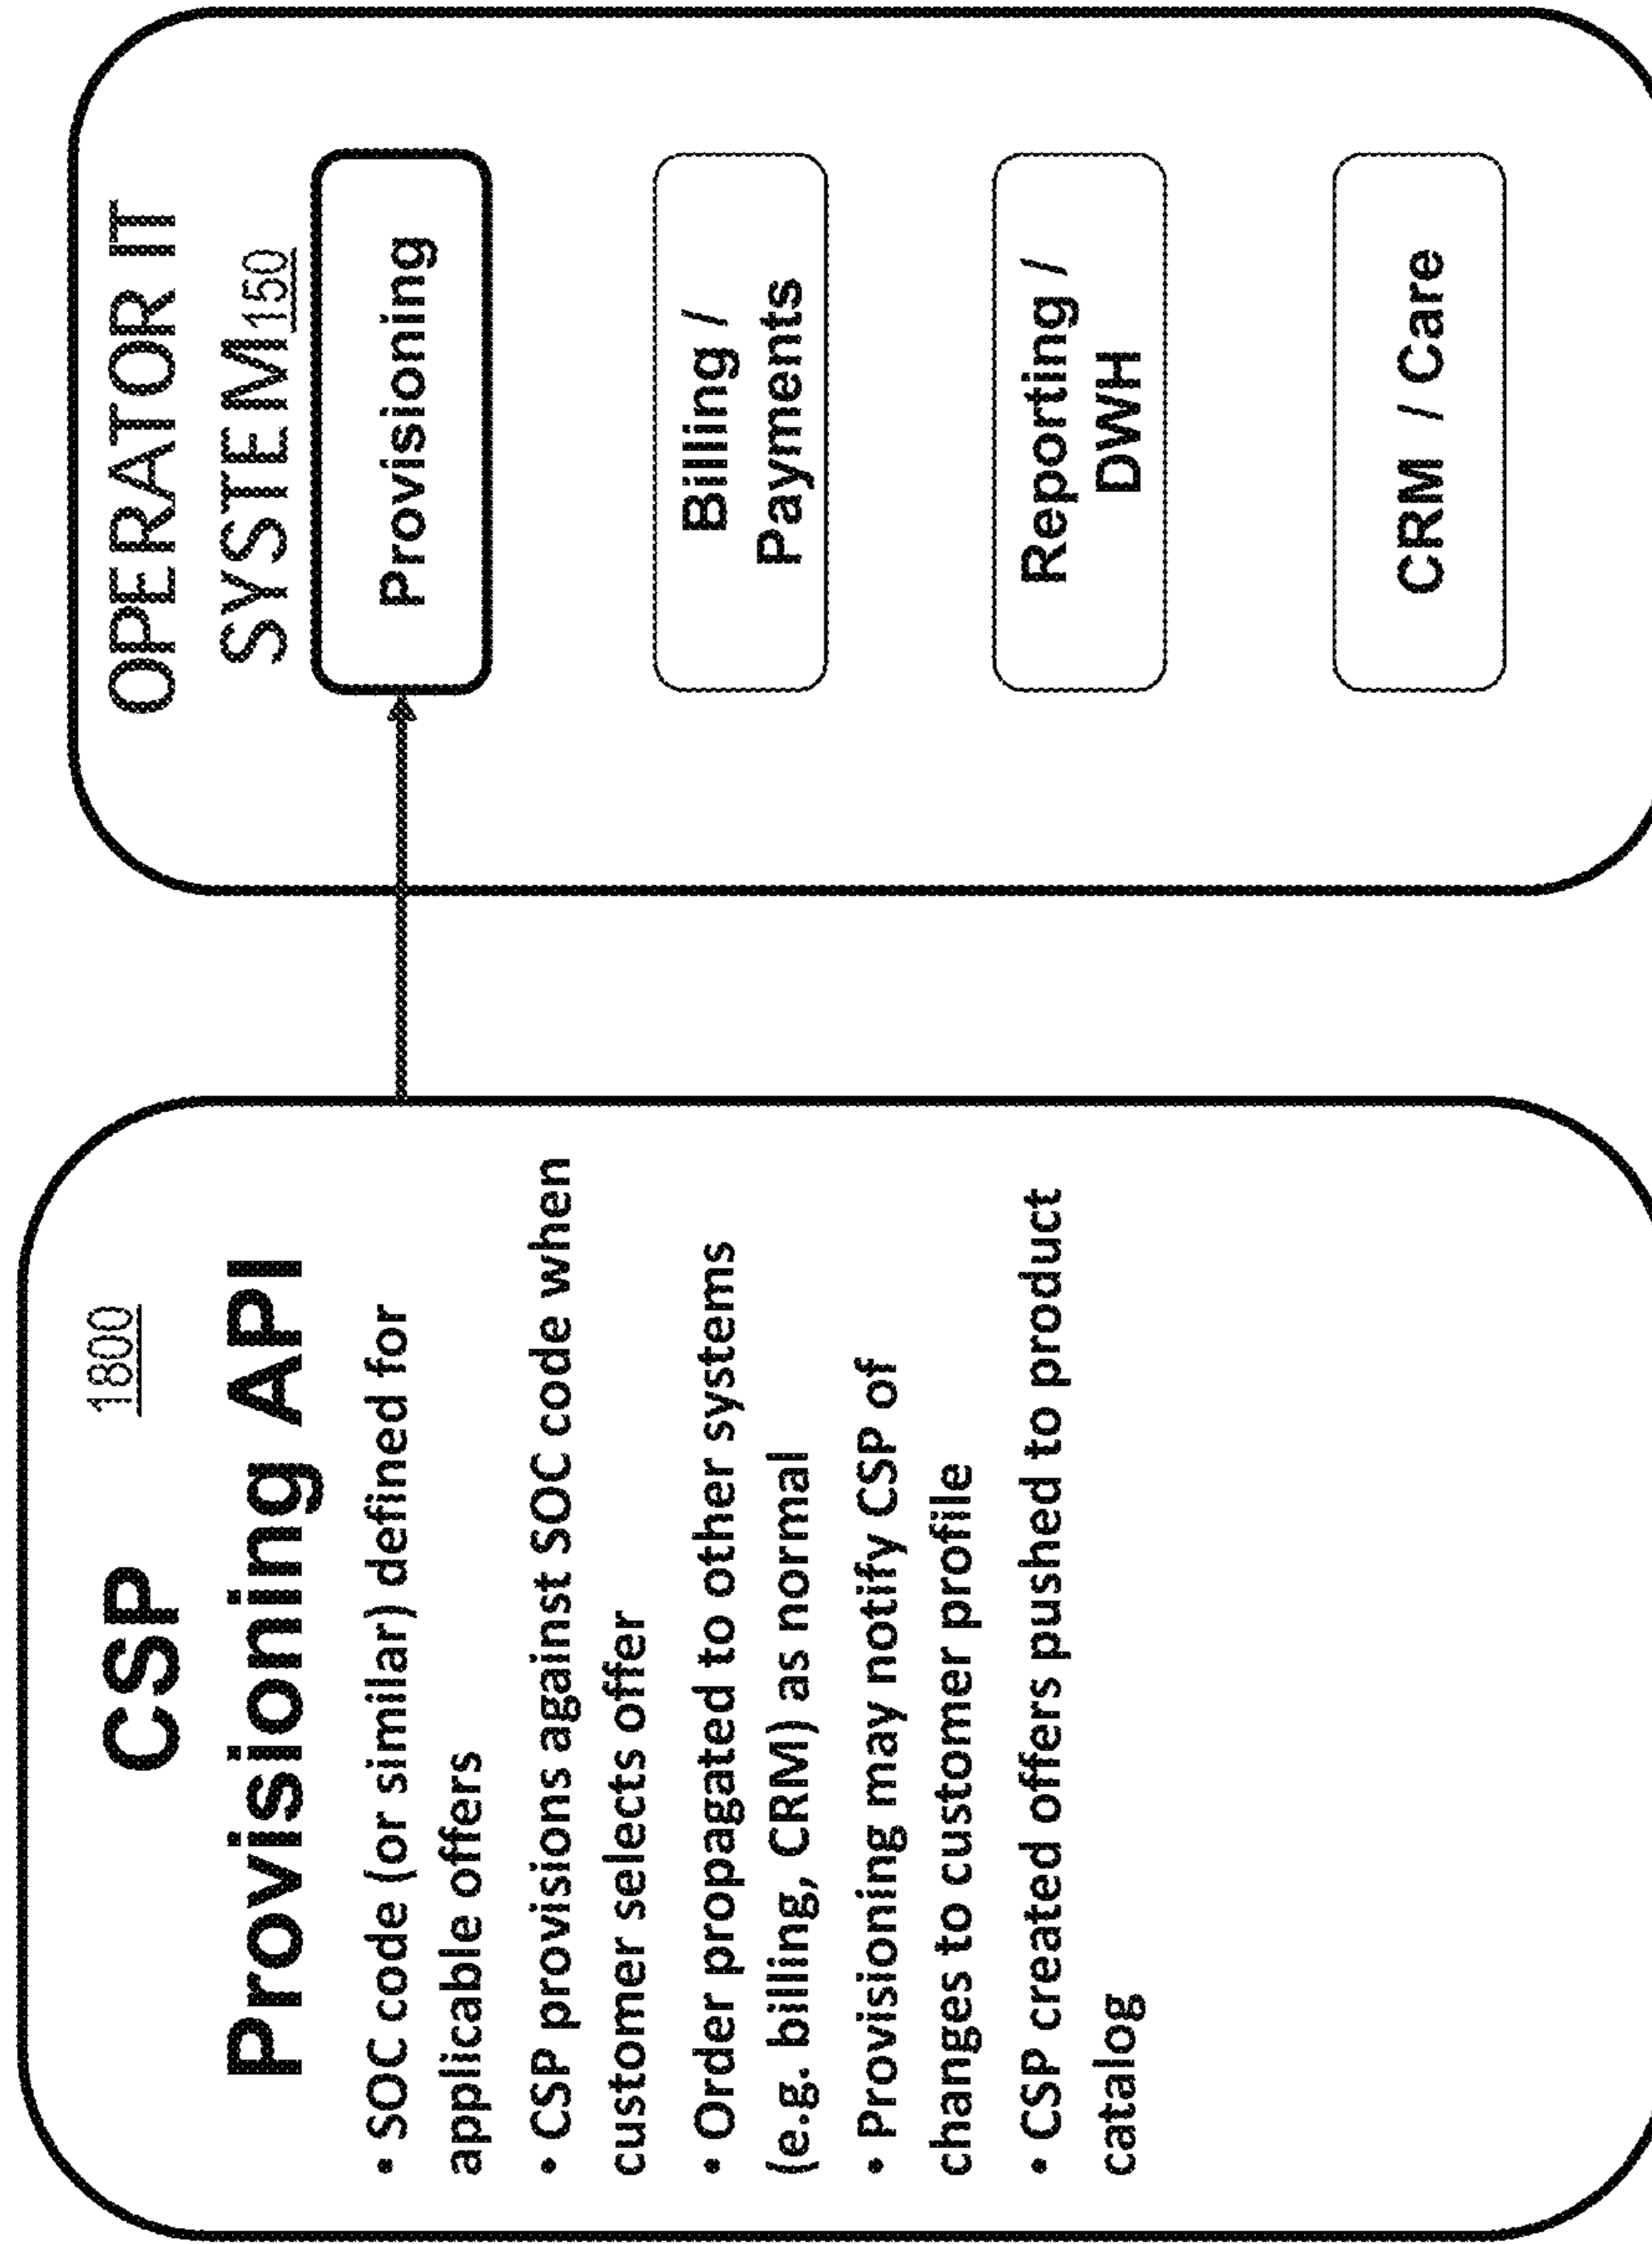 CSP
1800
Provisioning API
• SOC code (or similar) defined for
applicable offers
• CSP provisions against SOC code when
customer selects offer
• Order propagated to other systems
(e.g. billing, CRM) as normal
• Provisioning may notify CSP of
changes to customer profile
• CSP created offers pushed to product
catalog
OPERATOR IT
SYSTEM 150
Provisioning
Billing /
Payments
Reporting /
DWH
CRM / Care